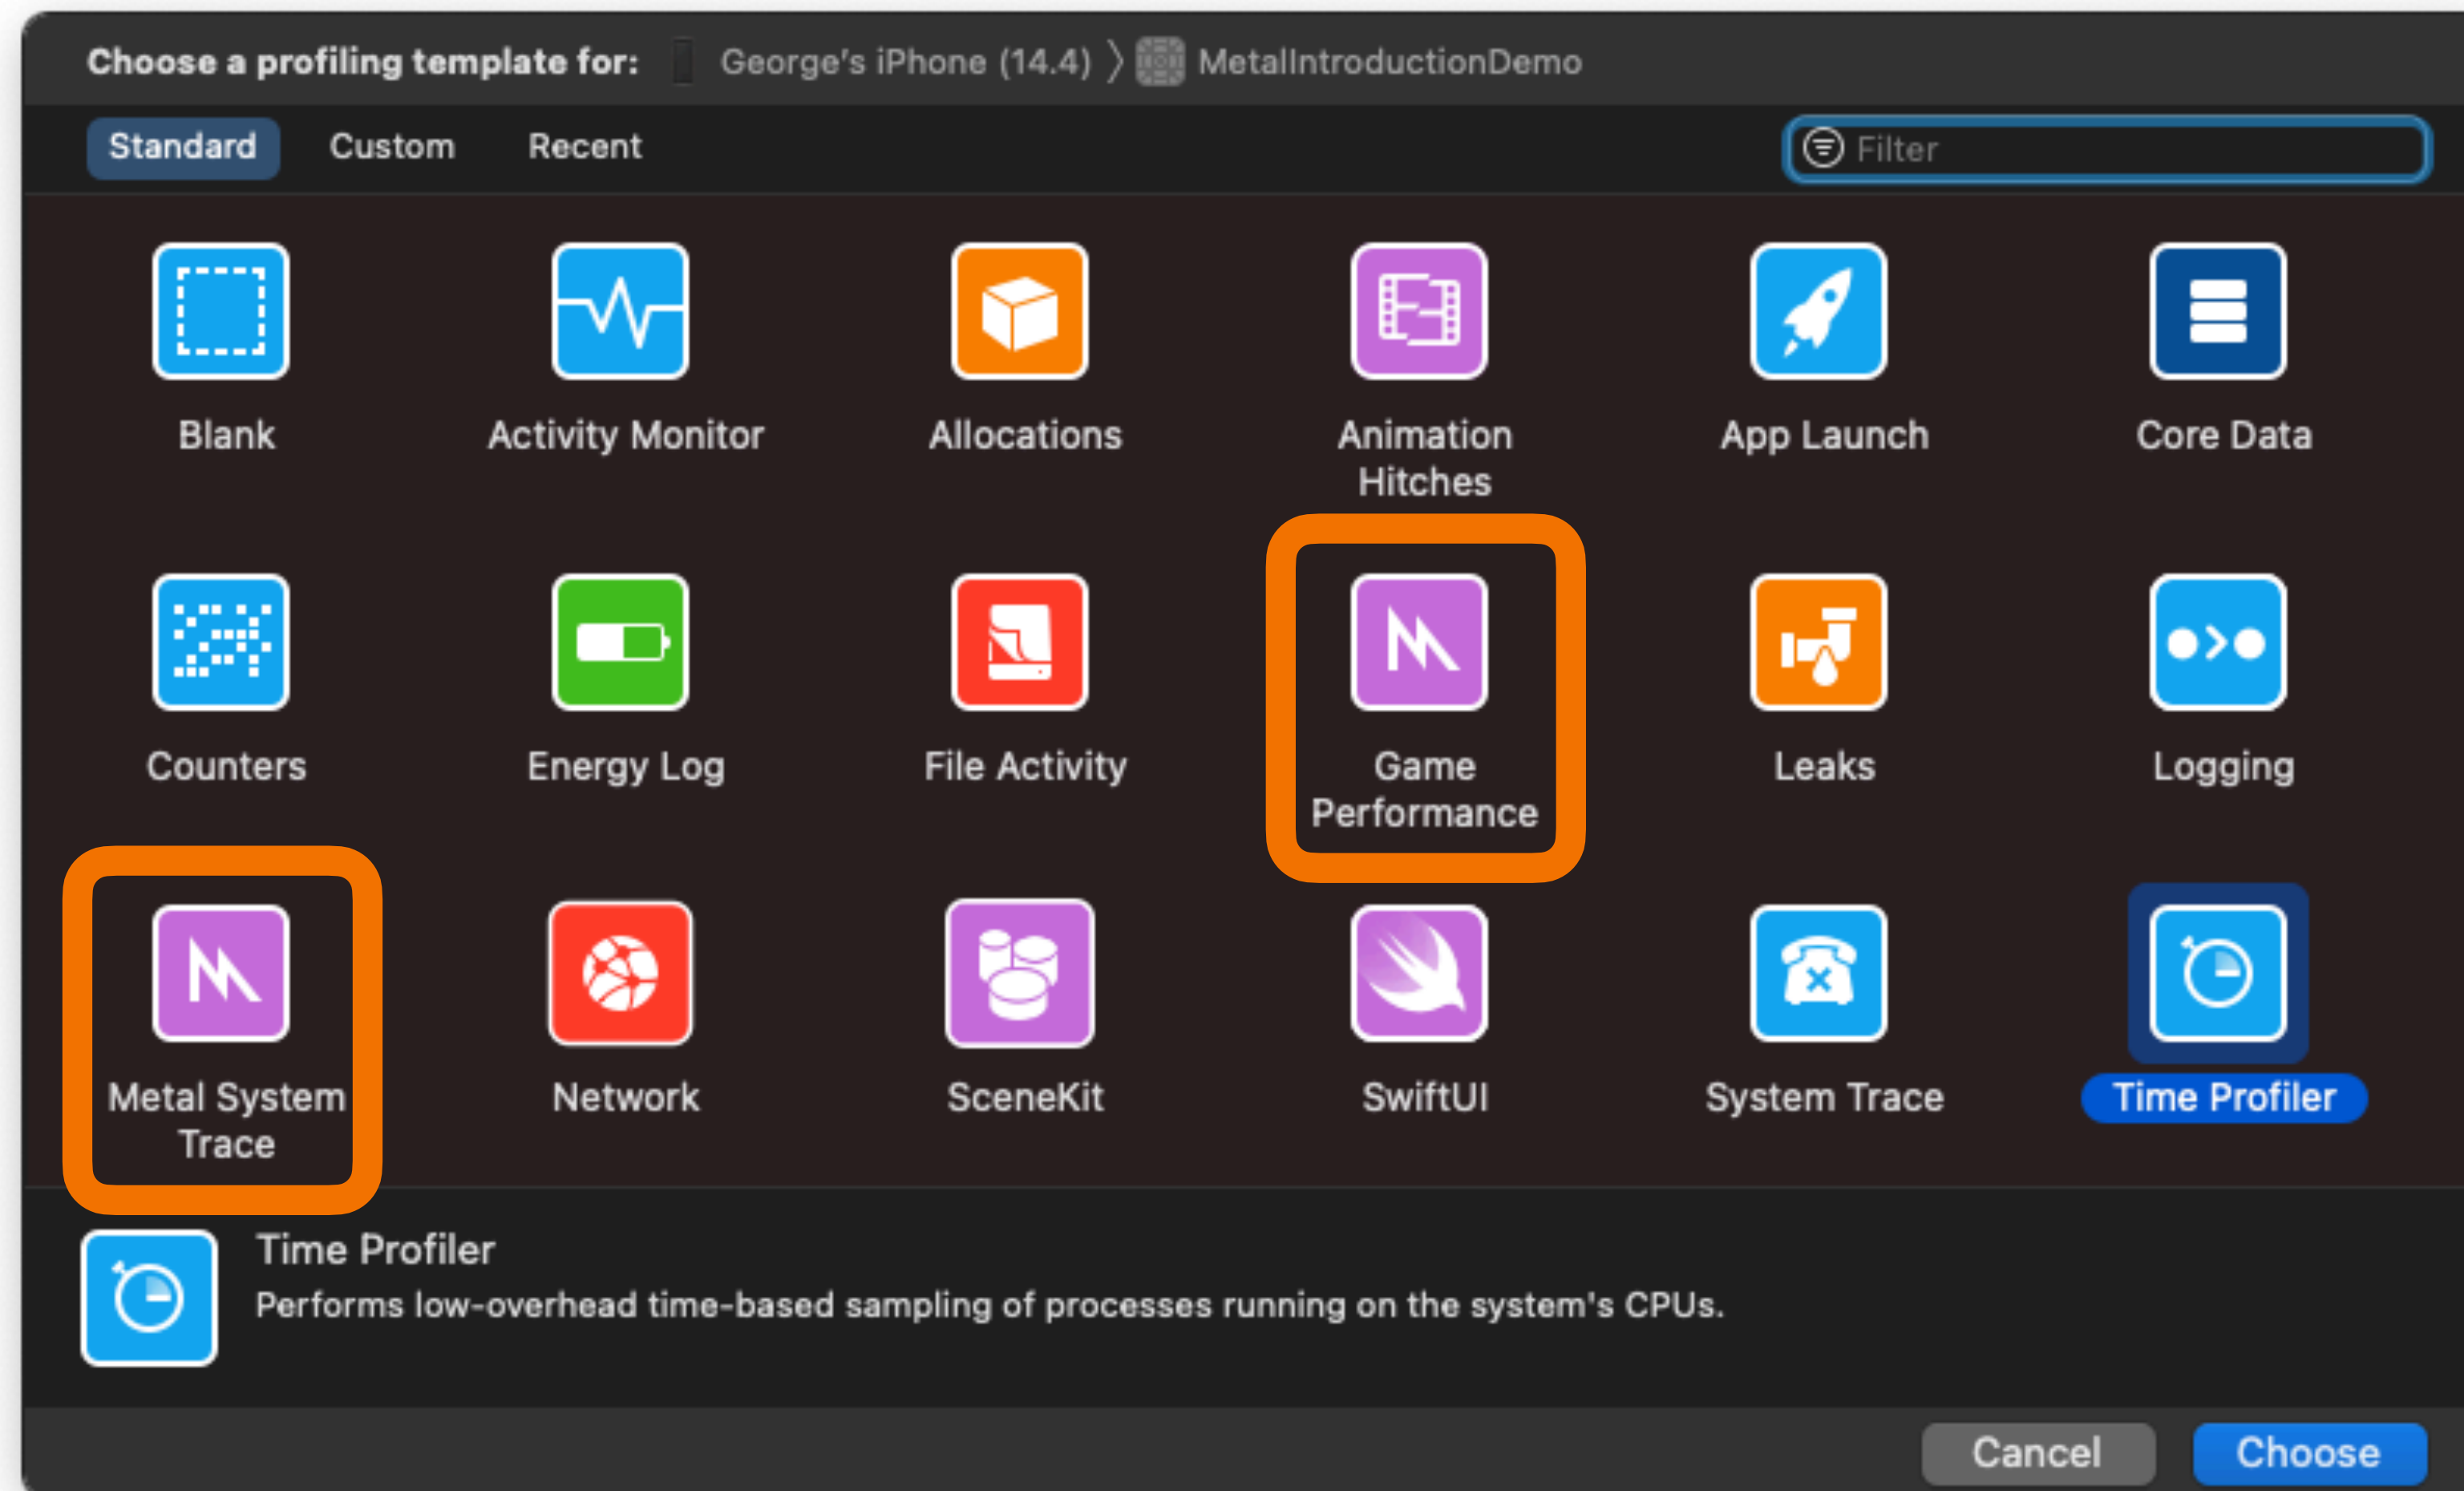 Choose a profiling template for: George's iPhone (14.4) 〉 MetalIntroductionDemo
Standard Custom Recent Filter
Blank Activity Monitor Allocations Animation Hitches App Launch Core Data
Counters Energy Log File Activity Game Performance Leaks Logging
Metal System Trace Network SceneKit SwiftUI System Trace Time Profiler
Time Profiler
Performs low-overhead time-based sampling of processes running on the system's CPUs.
Cancel Choose